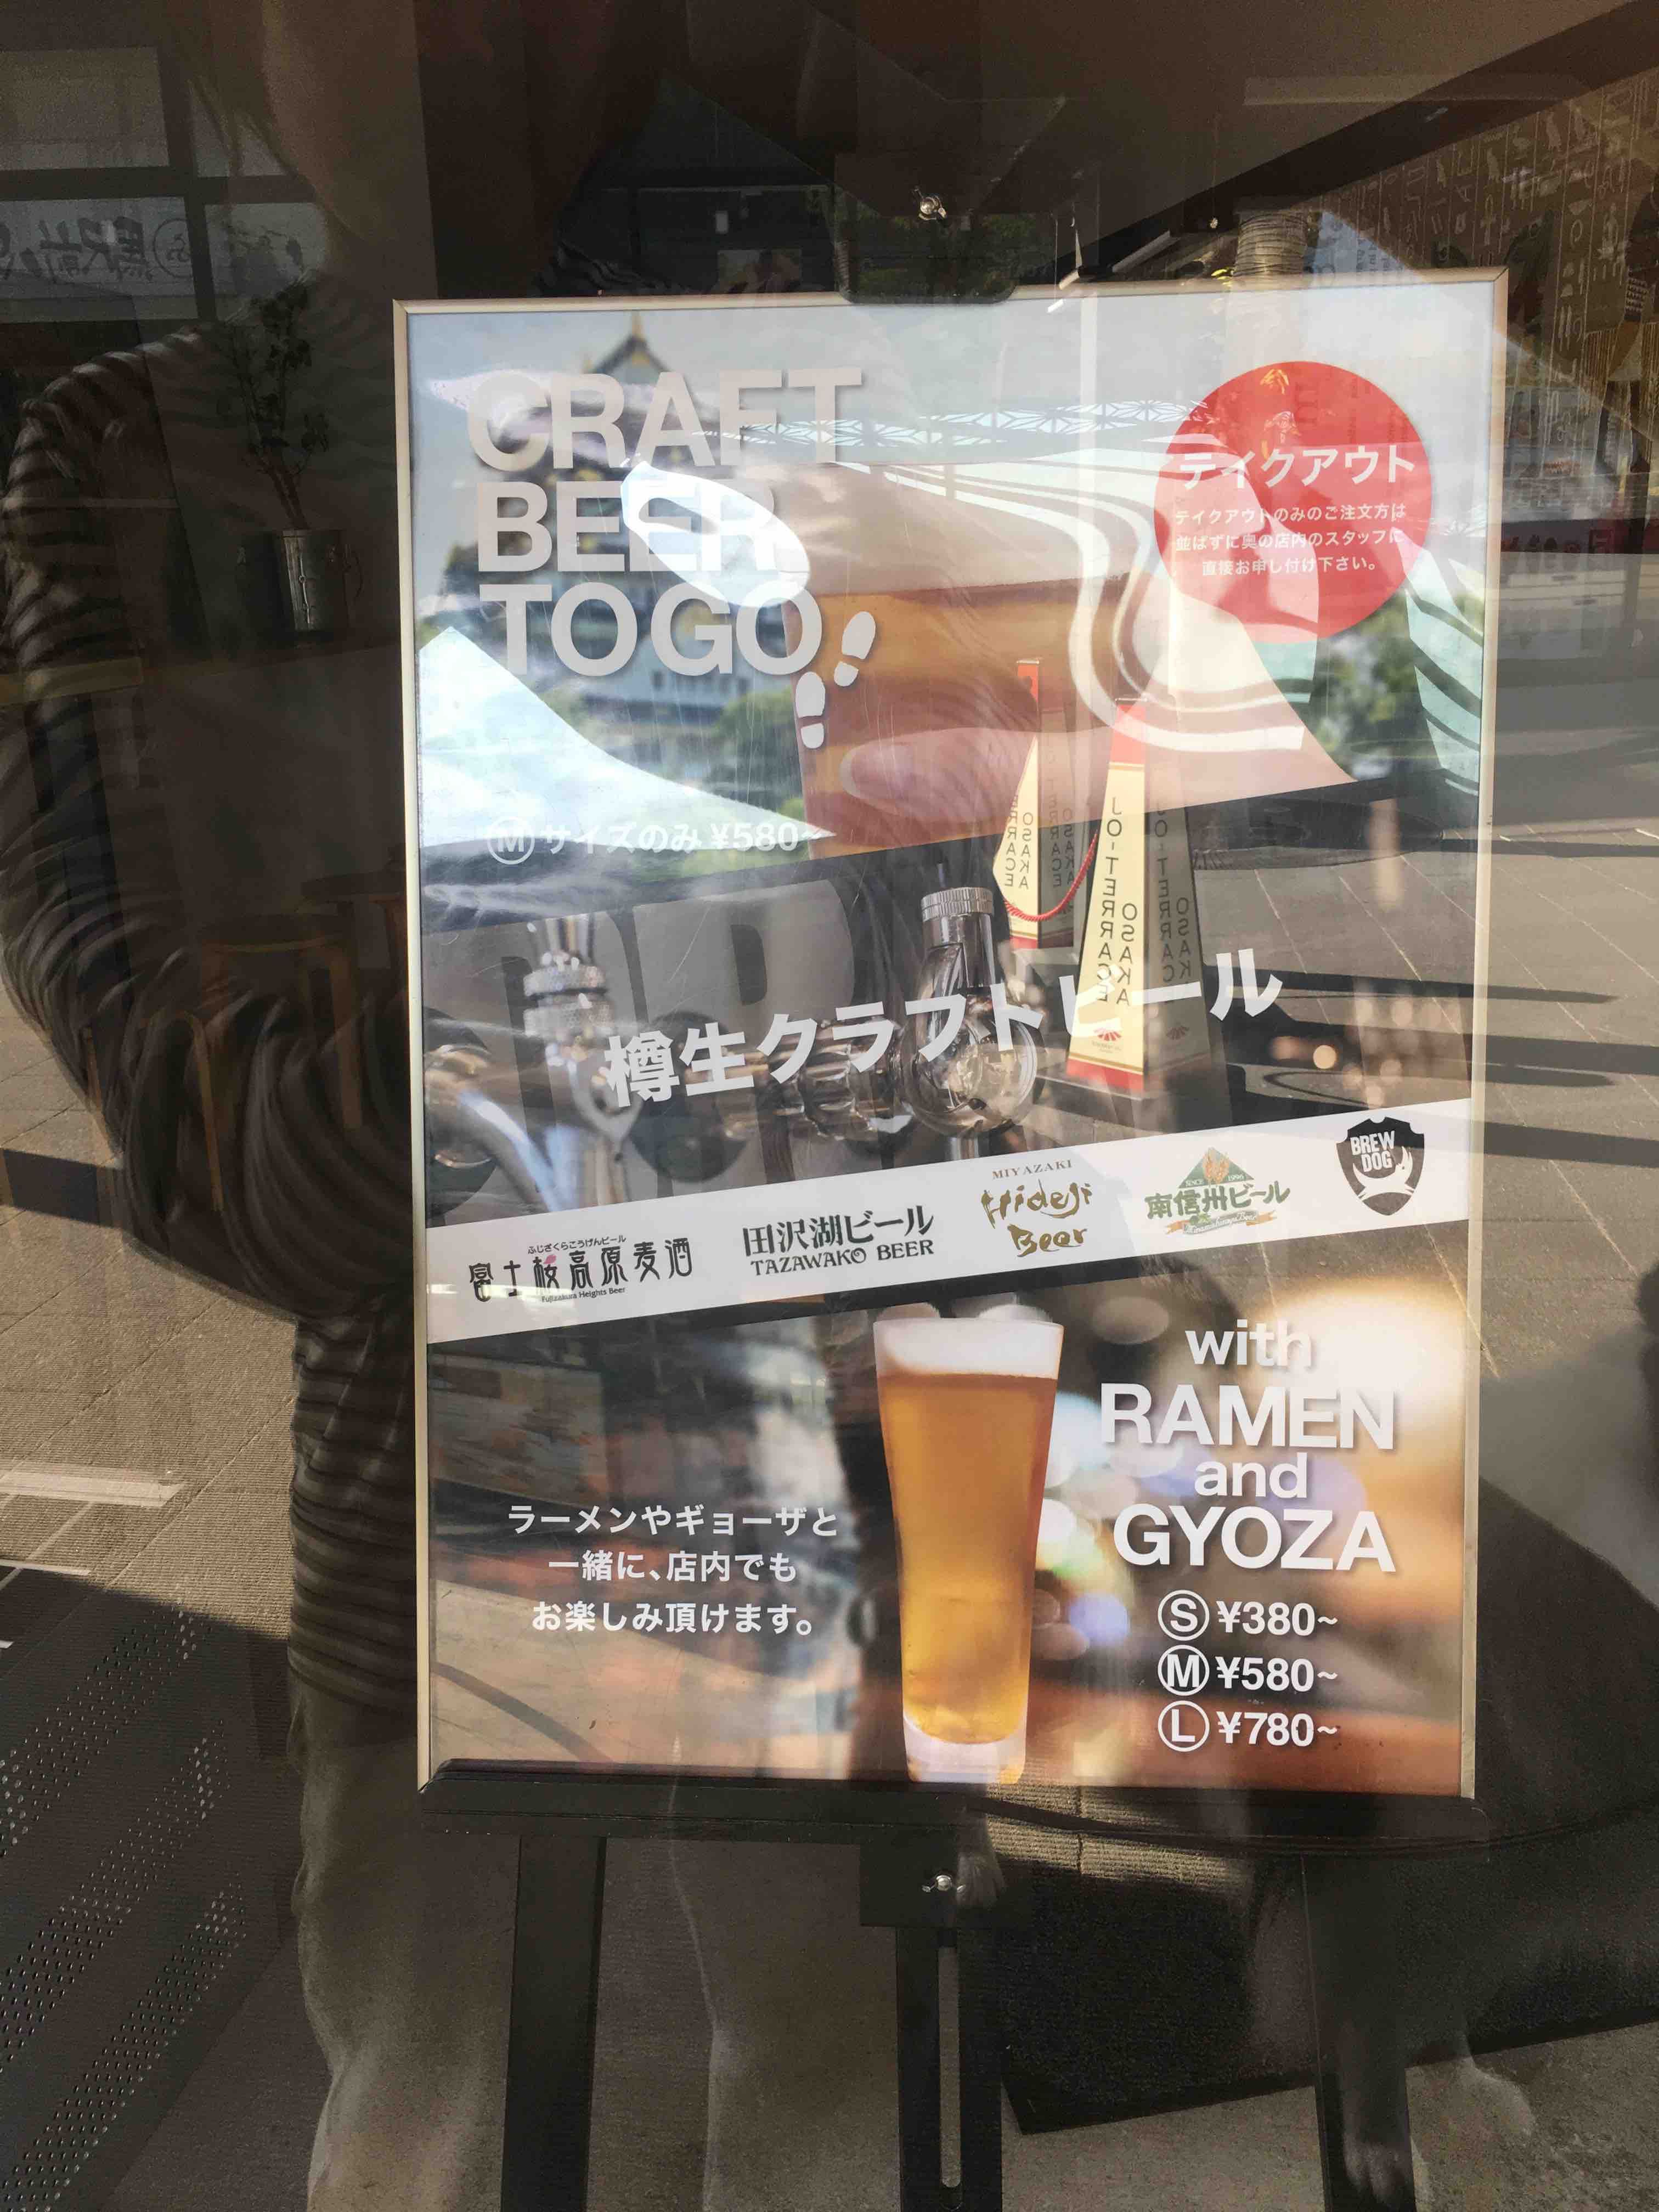 CRAFT
BEER
TO GO
テイクアウト
テイクアウトのみのご注文方は
並ばずに奥の店内のスタッフに
直接お申し付け下さい。
Ⓜサイズのみ ¥580~
JO-TERRACE
OSAKA
樽生クラフトビール
ふじざくらこうげんビール
富士桜高原麦酒
Fujizakura Heights Beer
田沢湖ビール
TAZAWAKO BEER
MIYAZAKI
Hideji
Beer
SINCE 1996
南信州ビール
BREW
DOG
with
RAMEN
and
GYOZA
ラーメンやギョーザと
一緒に、店内でも
お楽しみ頂けます。
Ⓢ ¥380~
Ⓜ ¥580~
Ⓛ ¥780~